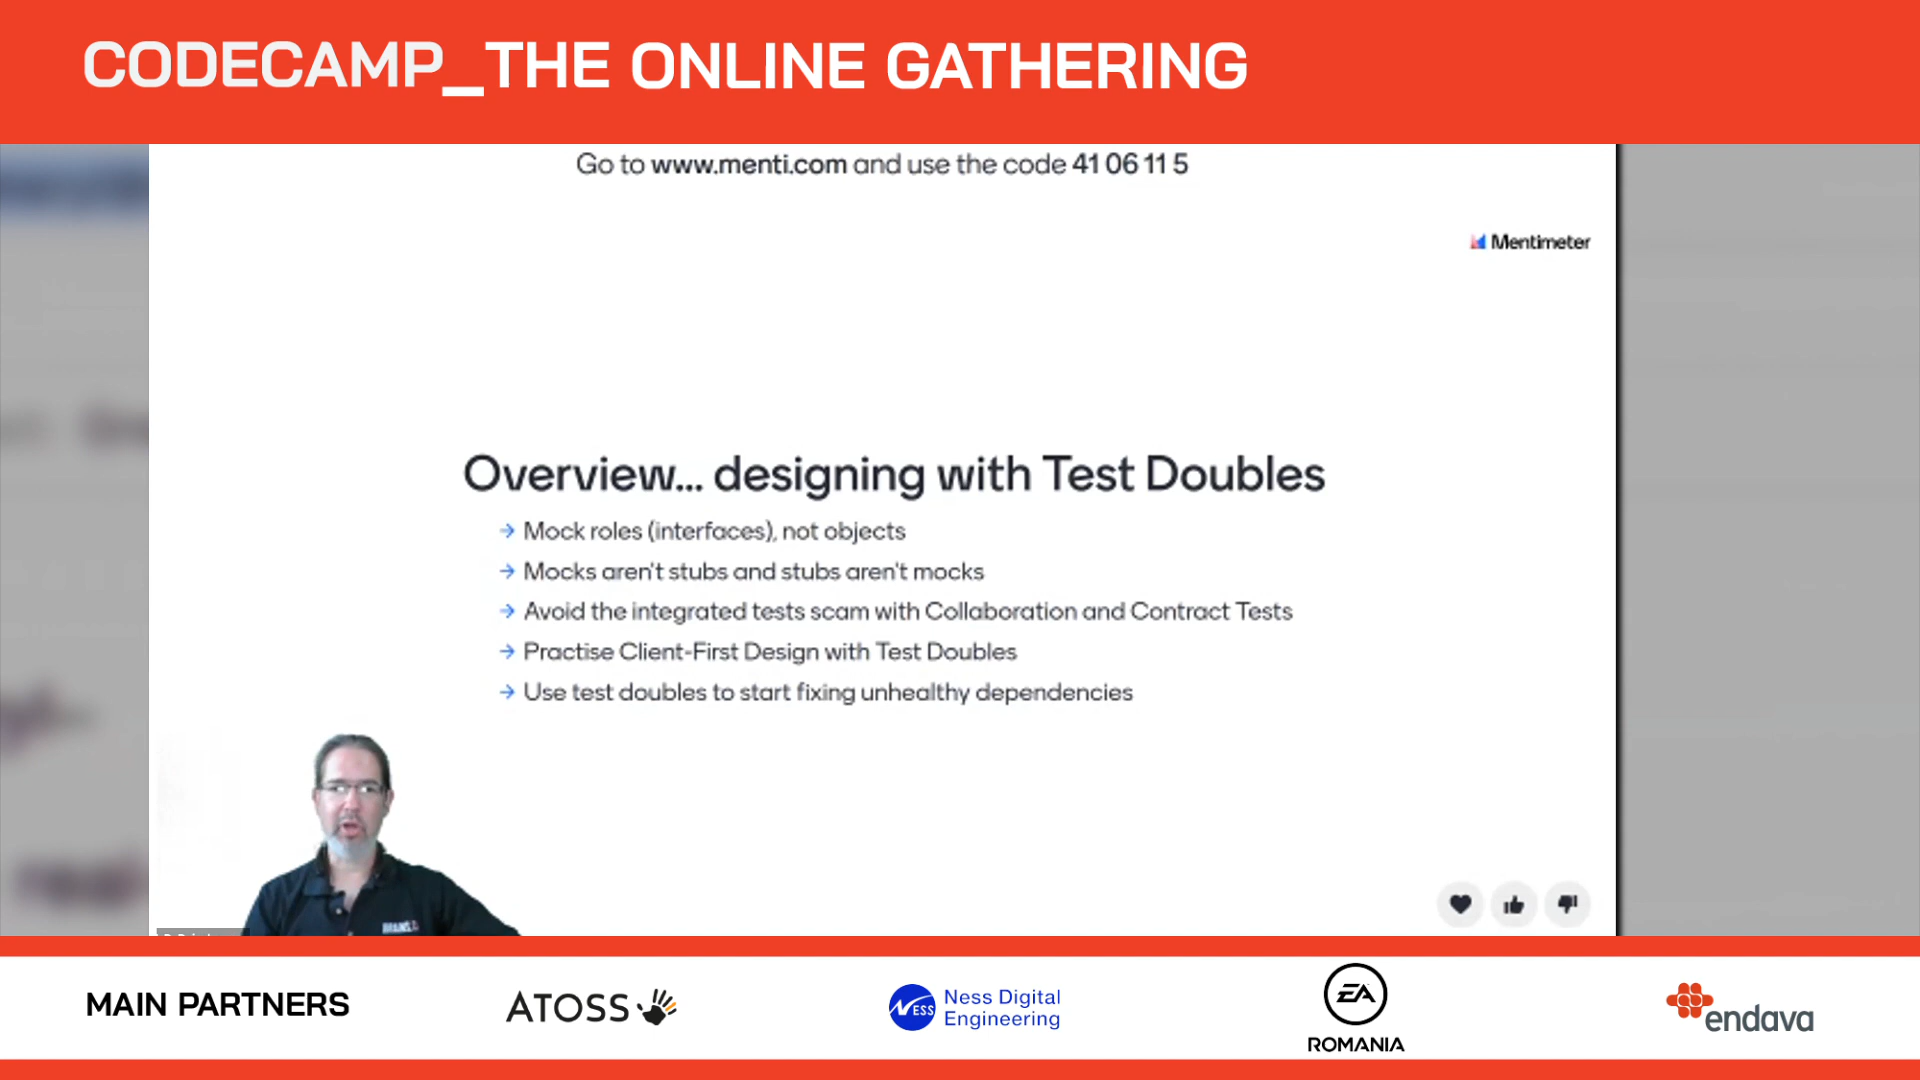 CODECAMP_THE ONLINE GATHERING
Go to www.menti.com and use the code 41 06 11 5
Mentimeter
Overview... designing with Test Doubles
→ Mock roles (interfaces), not objects
→ Mocks aren't stubs and stubs aren't mocks
→ Avoid the integrated tests scam with Collaboration and Contract Tests
→ Practise Client-First Design with Test Doubles
→ Use test doubles to start fixing unhealthy dependencies
MAIN PARTNERS
ATOSS
NESS
Ness Digital
Engineering
EA
ROMANIA
endava